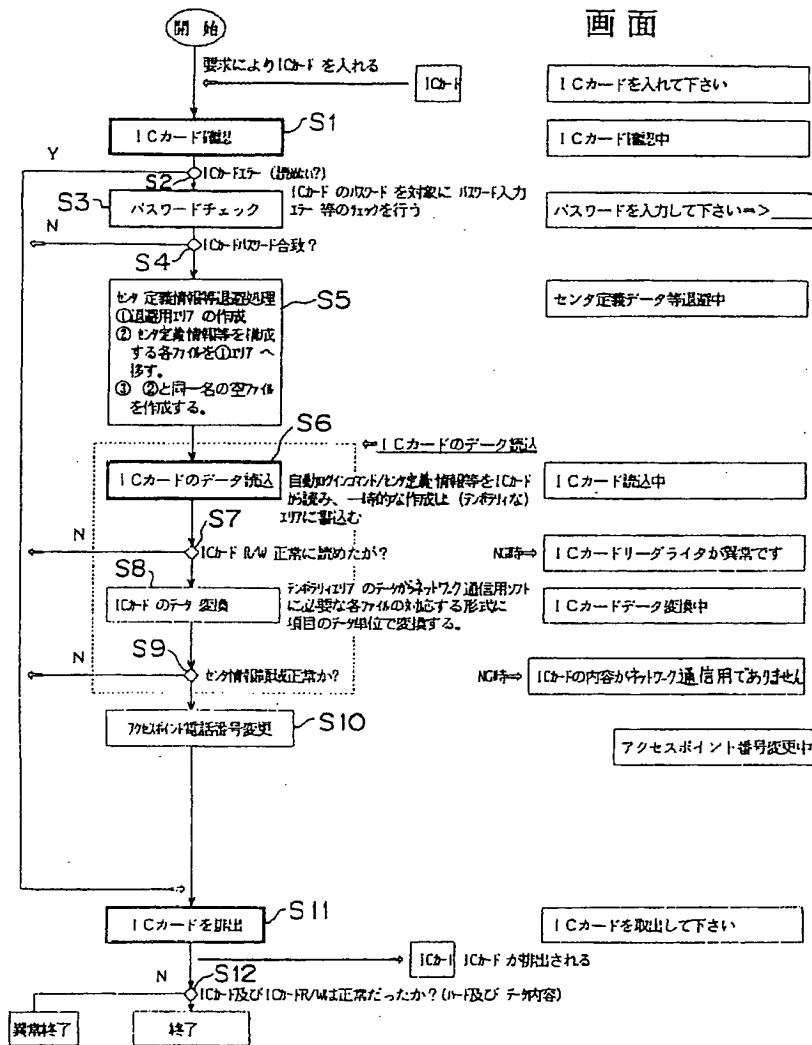 画面
開始
要求によりICカードを入れる
ICカード
ICカードを入れて下さい
S1
ICカード確認
ICカード確認中
Y
S2
ICカードエラー (読めない?)
S3
パスワードチェック
ICカードのパスワードを対象にパスワード入力
エラー等のチェックを行う
パスワードを入力して下さい=>
N
ICカードパスワード合致?
S4
S5
センタ定義情報等退避処理
①退避用エリアの作成
②センタ定義情報等を構成
する各ファイルを①エリアへ
移す。
③ ②と同一名の空ファイル
を作成する。
センタ定義データ等退避中
S6
⇐ICカードのデータ読込
ICカードのデータ読込
自動ログインコマンド/センタ定義情報等をICカード
から読み、一時的な作成し (テンポラリィな)
エリアに書込む
ICカード読込中
S7
N
ICカード R/W 正常に読めたが?
NG時⇒
ICカードリーダライタが異常です
S8
ICカードのデータ変換
テンポラリィエリアのデータからネットワーク通信用ソフト
に必要な各ファイルの対応する形式に
項目のデータ単位で変換する。
ICカードデータ変換中
S9
N
センタ情報 正常か?
NG時⇒
ICカードの内容がネットワーク通信用でありません
アクセスポイント電話番号変更
S10
アクセスポイント番号変更中
ICカードを排出
S11
ICカードを取出して下さい
ICカード
ICカードが排出される
N
S12
ICカード及びICカードR/Wは正常だったか?(ハード及びデータ内容)
異常終了
終了